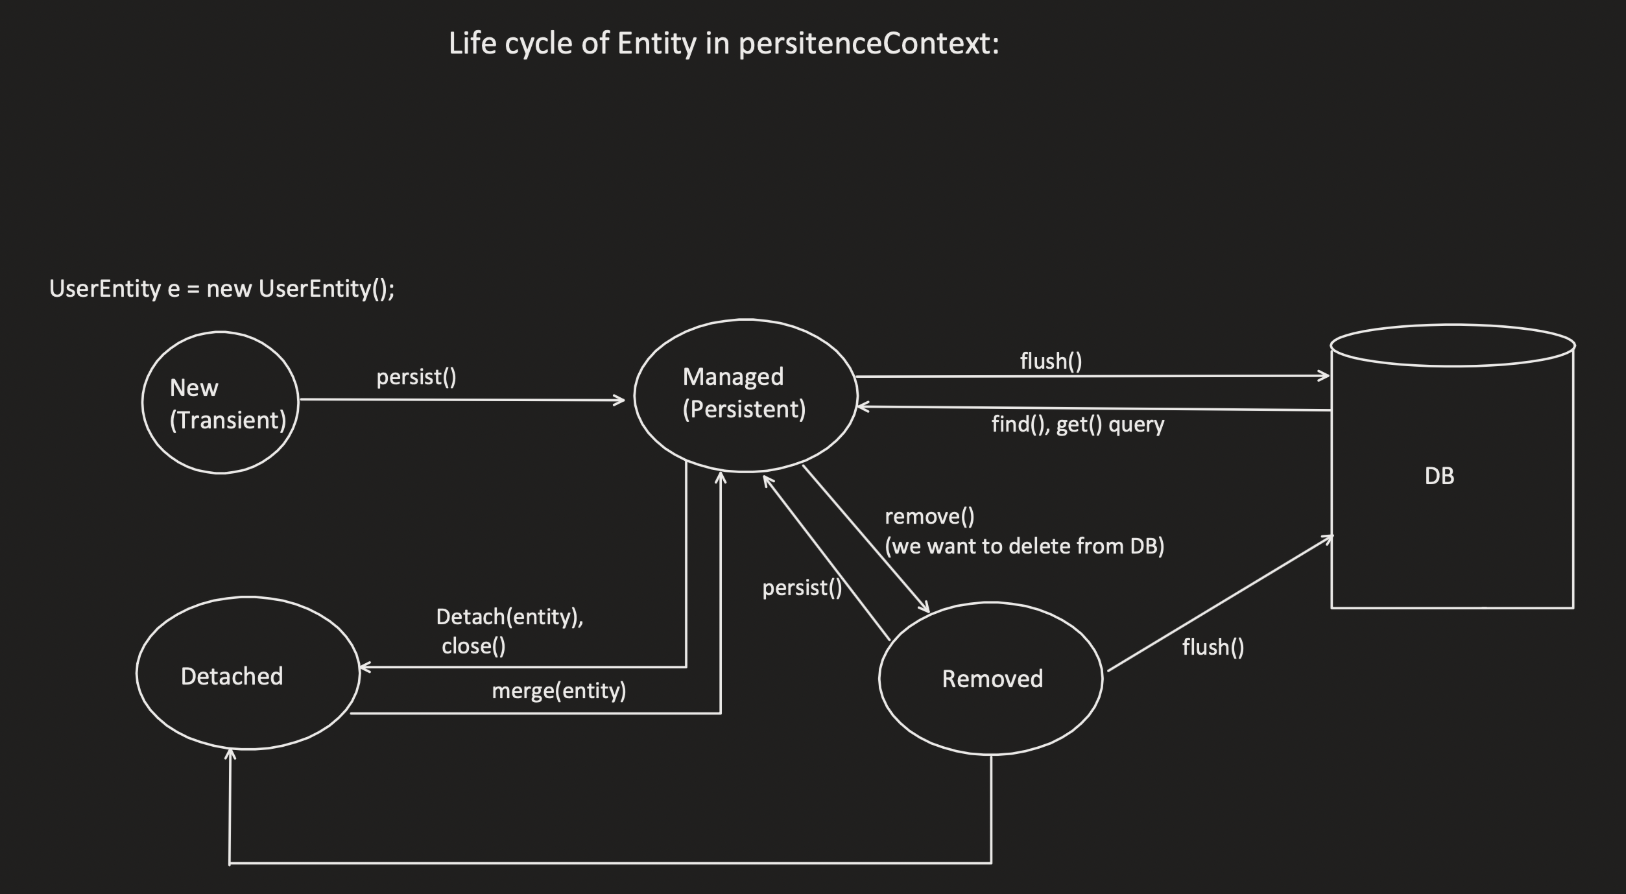 Life cycle of Entity in persitenceContext:
UserEntity e = new UserEntity();
New
(Transient)
persist()
Managed
(Persistent)
flush()
find(), get() query
DB
remove()
(we want to delete from DB)
persist()
Detach(entity),
close()
merge(entity)
Detached
Removed
flush()